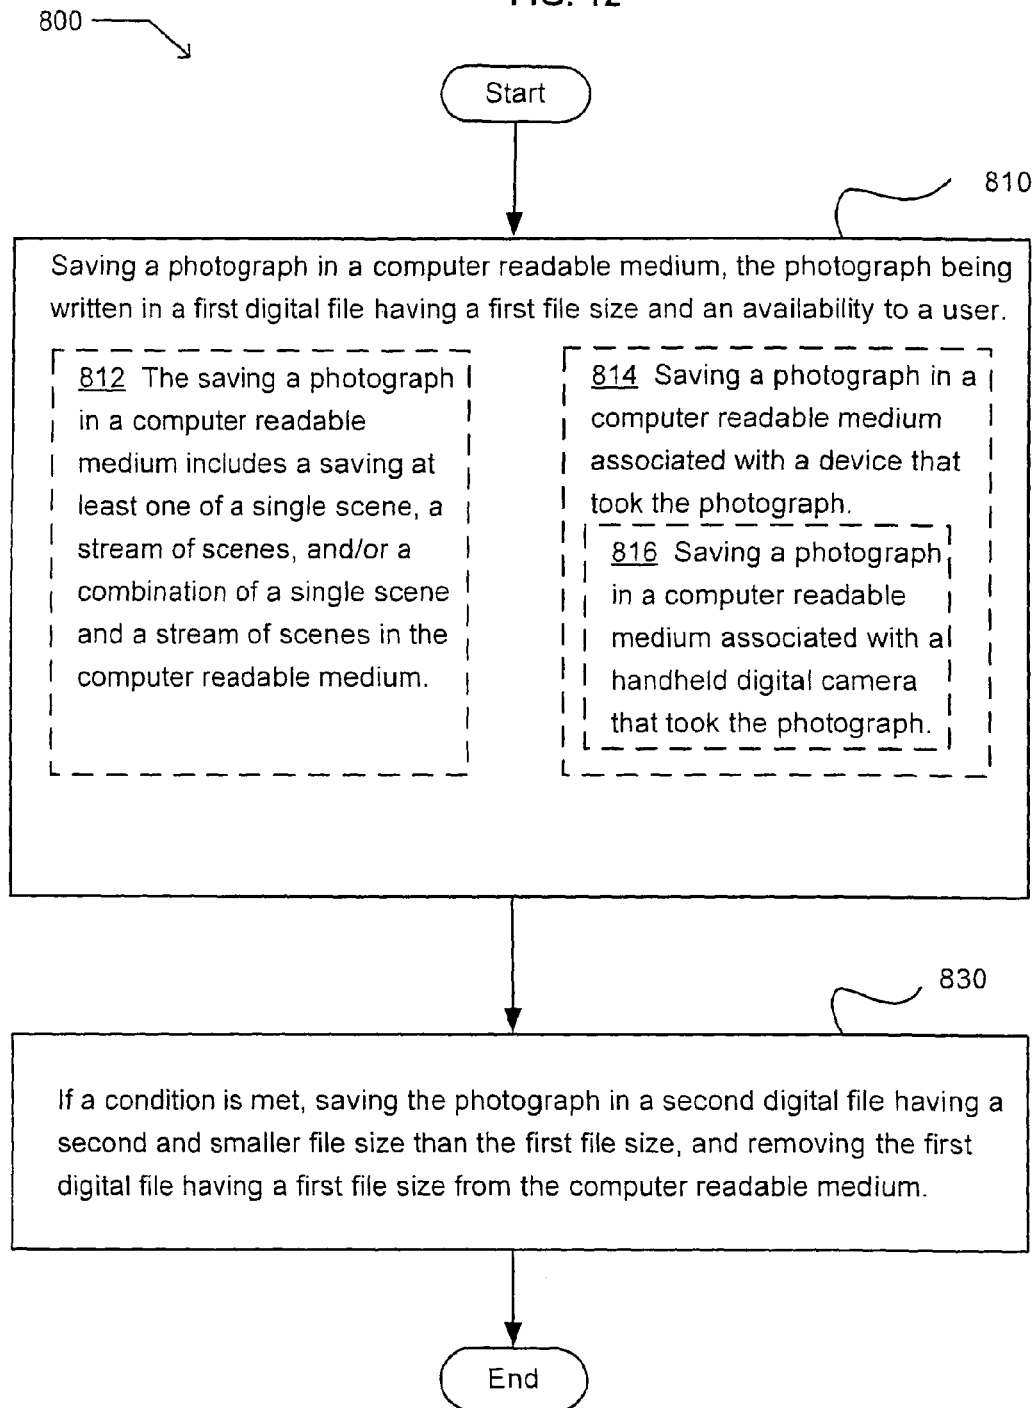 FIG. 12
800
Start
810
Saving a photograph in a computer readable medium, the photograph being
written in a first digital file having a first file size and an availability to a user.
812 The saving a photograph
in a computer readable
medium includes a saving at
least one of a single scene, a
stream of scenes, and/or a
combination of a single scene
and a stream of scenes in the
computer readable medium.
814 Saving a photograph in a
computer readable medium
associated with a device that
took the photograph.
816 Saving a photograph
in a computer readable
medium associated with a
handheld digital camera
that took the photograph.
830
If a condition is met, saving the photograph in a second digital file having a
second and smaller file size than the first file size, and removing the first
digital file having a first file size from the computer readable medium.
End